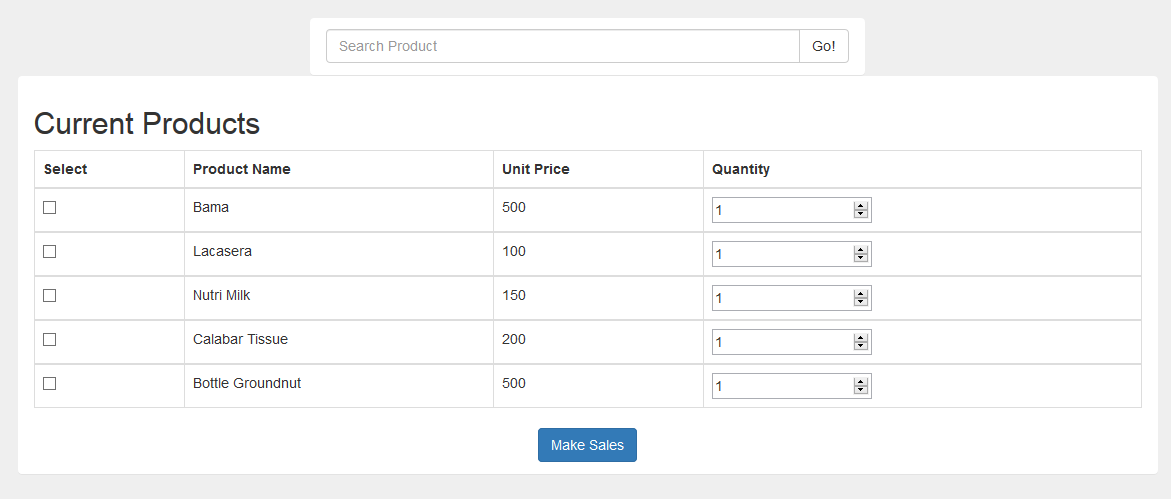 Search Product Go!
Current Products
Select Product Name Unit Price Quantity
Bama 500 1
Lacasera 100 1
Nutri Milk 150 1
Calabar Tissue 200 1
Bottle Groundnut 500 1
Make Sales